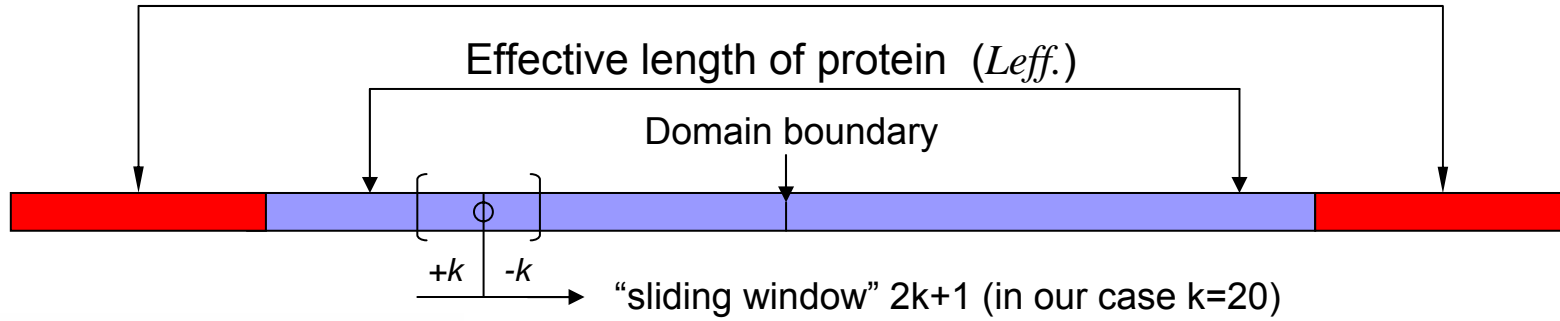 Effective length of protein (Leff.)
Domain boundary
+k -k
“sliding window” 2k+1 (in our case k=20)